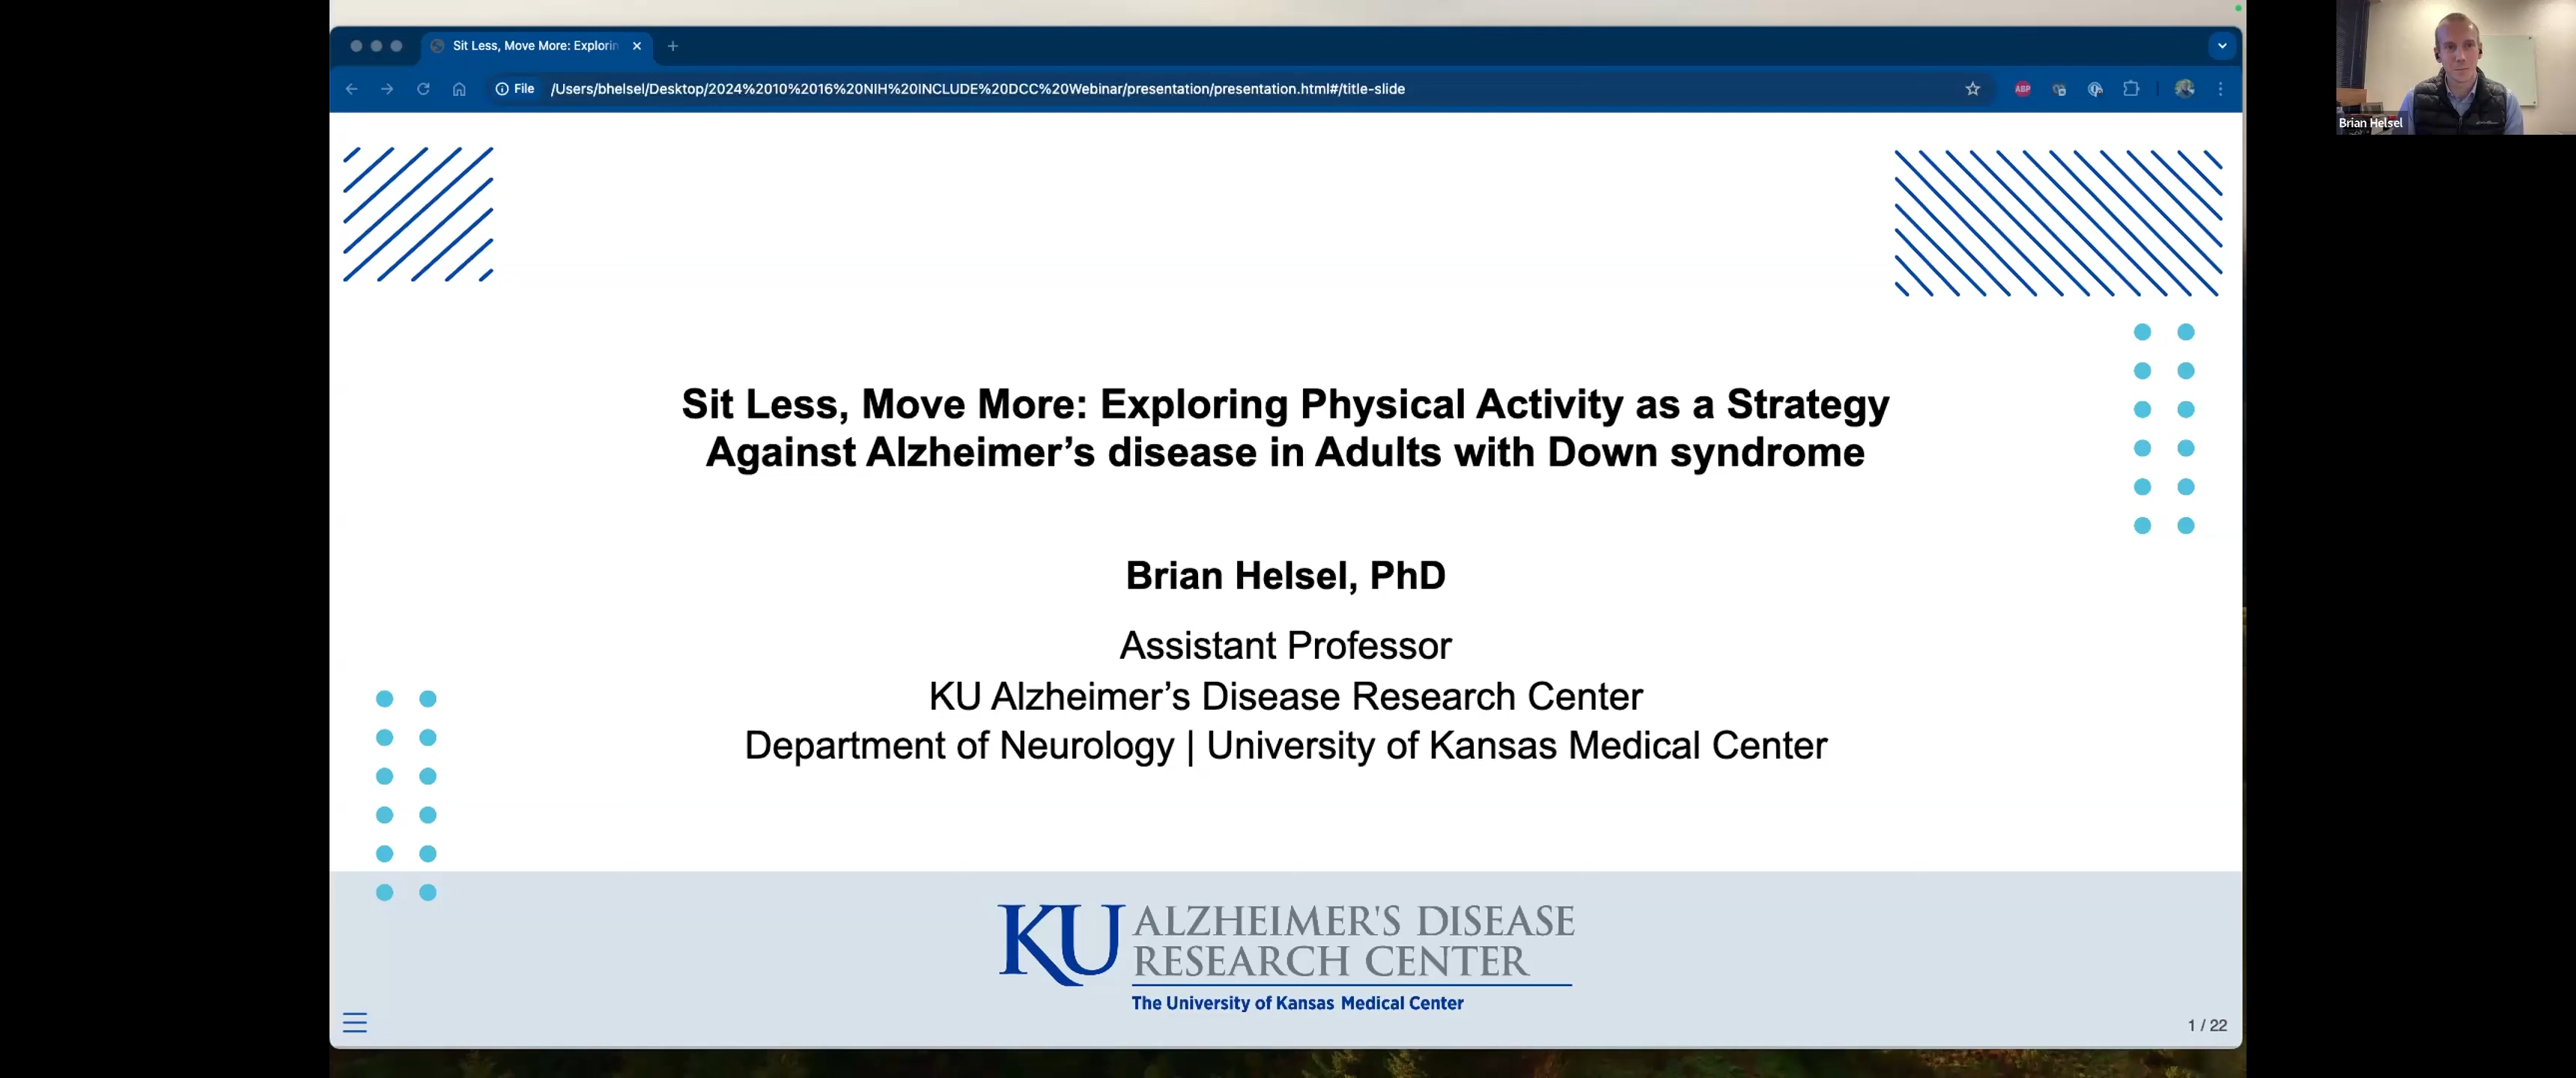 Sit Less, Move More: Explorin
File
/Users/bhelsel/Desktop/2024%2010%2016%20NIH%20INCLUDE%20DCC%20Webinar/presentation/presentation.html#/title-slide
ABP
Brian Helsel
Sit Less, Move More: Exploring Physical Activity as a Strategy
Against Alzheimer’s disease in Adults with Down syndrome
Brian Helsel, PhD
Assistant Professor
KU Alzheimer’s Disease Research Center
Department of Neurology | University of Kansas Medical Center
KU ALZHEIMER'S DISEASE
RESEARCH CENTER
The University of Kansas Medical Center
1 / 22